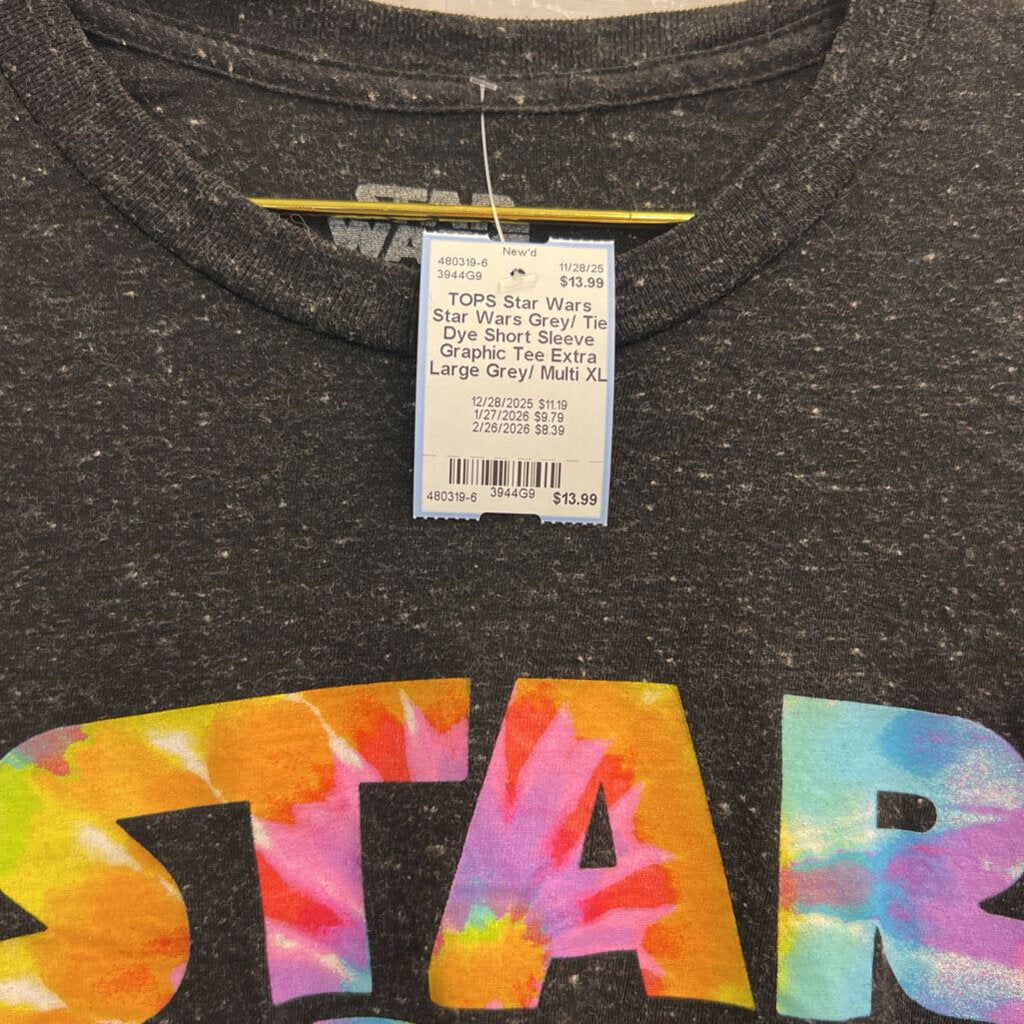 STAR
WARS
New'd
480319-6 11/28/25
3944G9 $13.99
TOPS Star Wars
Star Wars Grey/ Tie
Dye Short Sleeve
Graphic Tee Extra
Large Grey/ Multi XL
12/28/2025 $11.19
1/27/2026 $9.79
2/26/2026 $8.39
480319-6 3944G9 $13.99
STAR